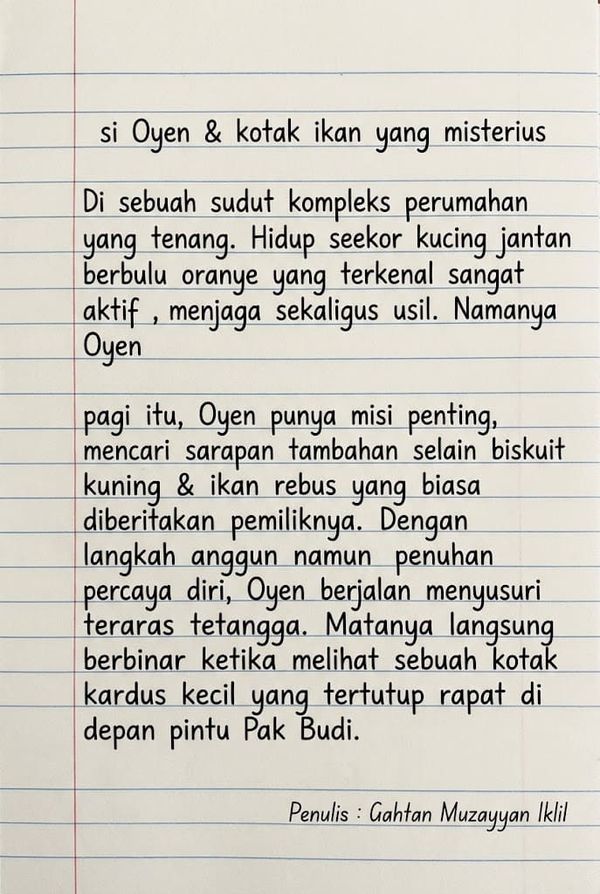 si Oyen & kotak ikan yang misterius
Di sebuah sudut kompleks perumahan
yang tenang. Hidup seekor kucing jantan
berbulu oranye yang terkenal sangat
aktif , menjaga sekaligus usil. Namanya
Oyen
pagi itu, Oyen punya misi penting,
mencari sarapan tambahan selain biskuit
kuning & ikan rebus yang biasa
diberitakan pemiliknya. Dengan
langkah anggun namun penuhan
percaya diri, Oyen berjalan menyusuri
teraras tetangga. Matanya langsung
berbinar ketika melihat sebuah kotak
kardus kecil yang tertutup rapat di
depan pintu Pak Budi.
Penulis : Gahtan Muzayyan Iklil